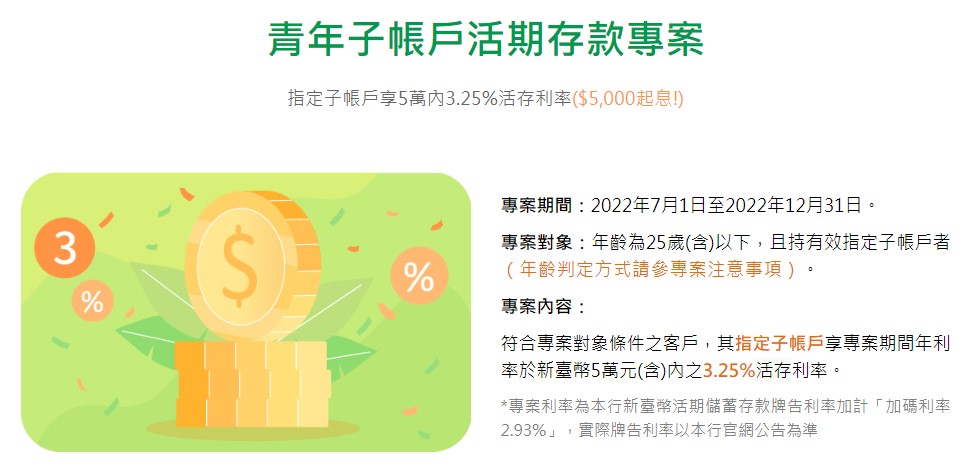 青年子帳戶活期存款專案
指定子帳戶享5萬內3.25%活存利率($5,000起息!)
3
%
$
%
專案期間：2022年7月1日至2022年12月31日。
專案對象：年齡為25歲(含)以下，且持有效指定子帳戶者
（年齡判定方式請參專案注意事項）。
專案內容：
符合專案對象條件之客戶，其指定子帳戶享專案期間年利
率於新臺幣5萬元(含)內之3.25%活存利率。
*專案利率為本行新臺幣活期儲蓄存款牌告利率加計「加碼利率
2.93%」，實際牌告利率以本行官網公告為準